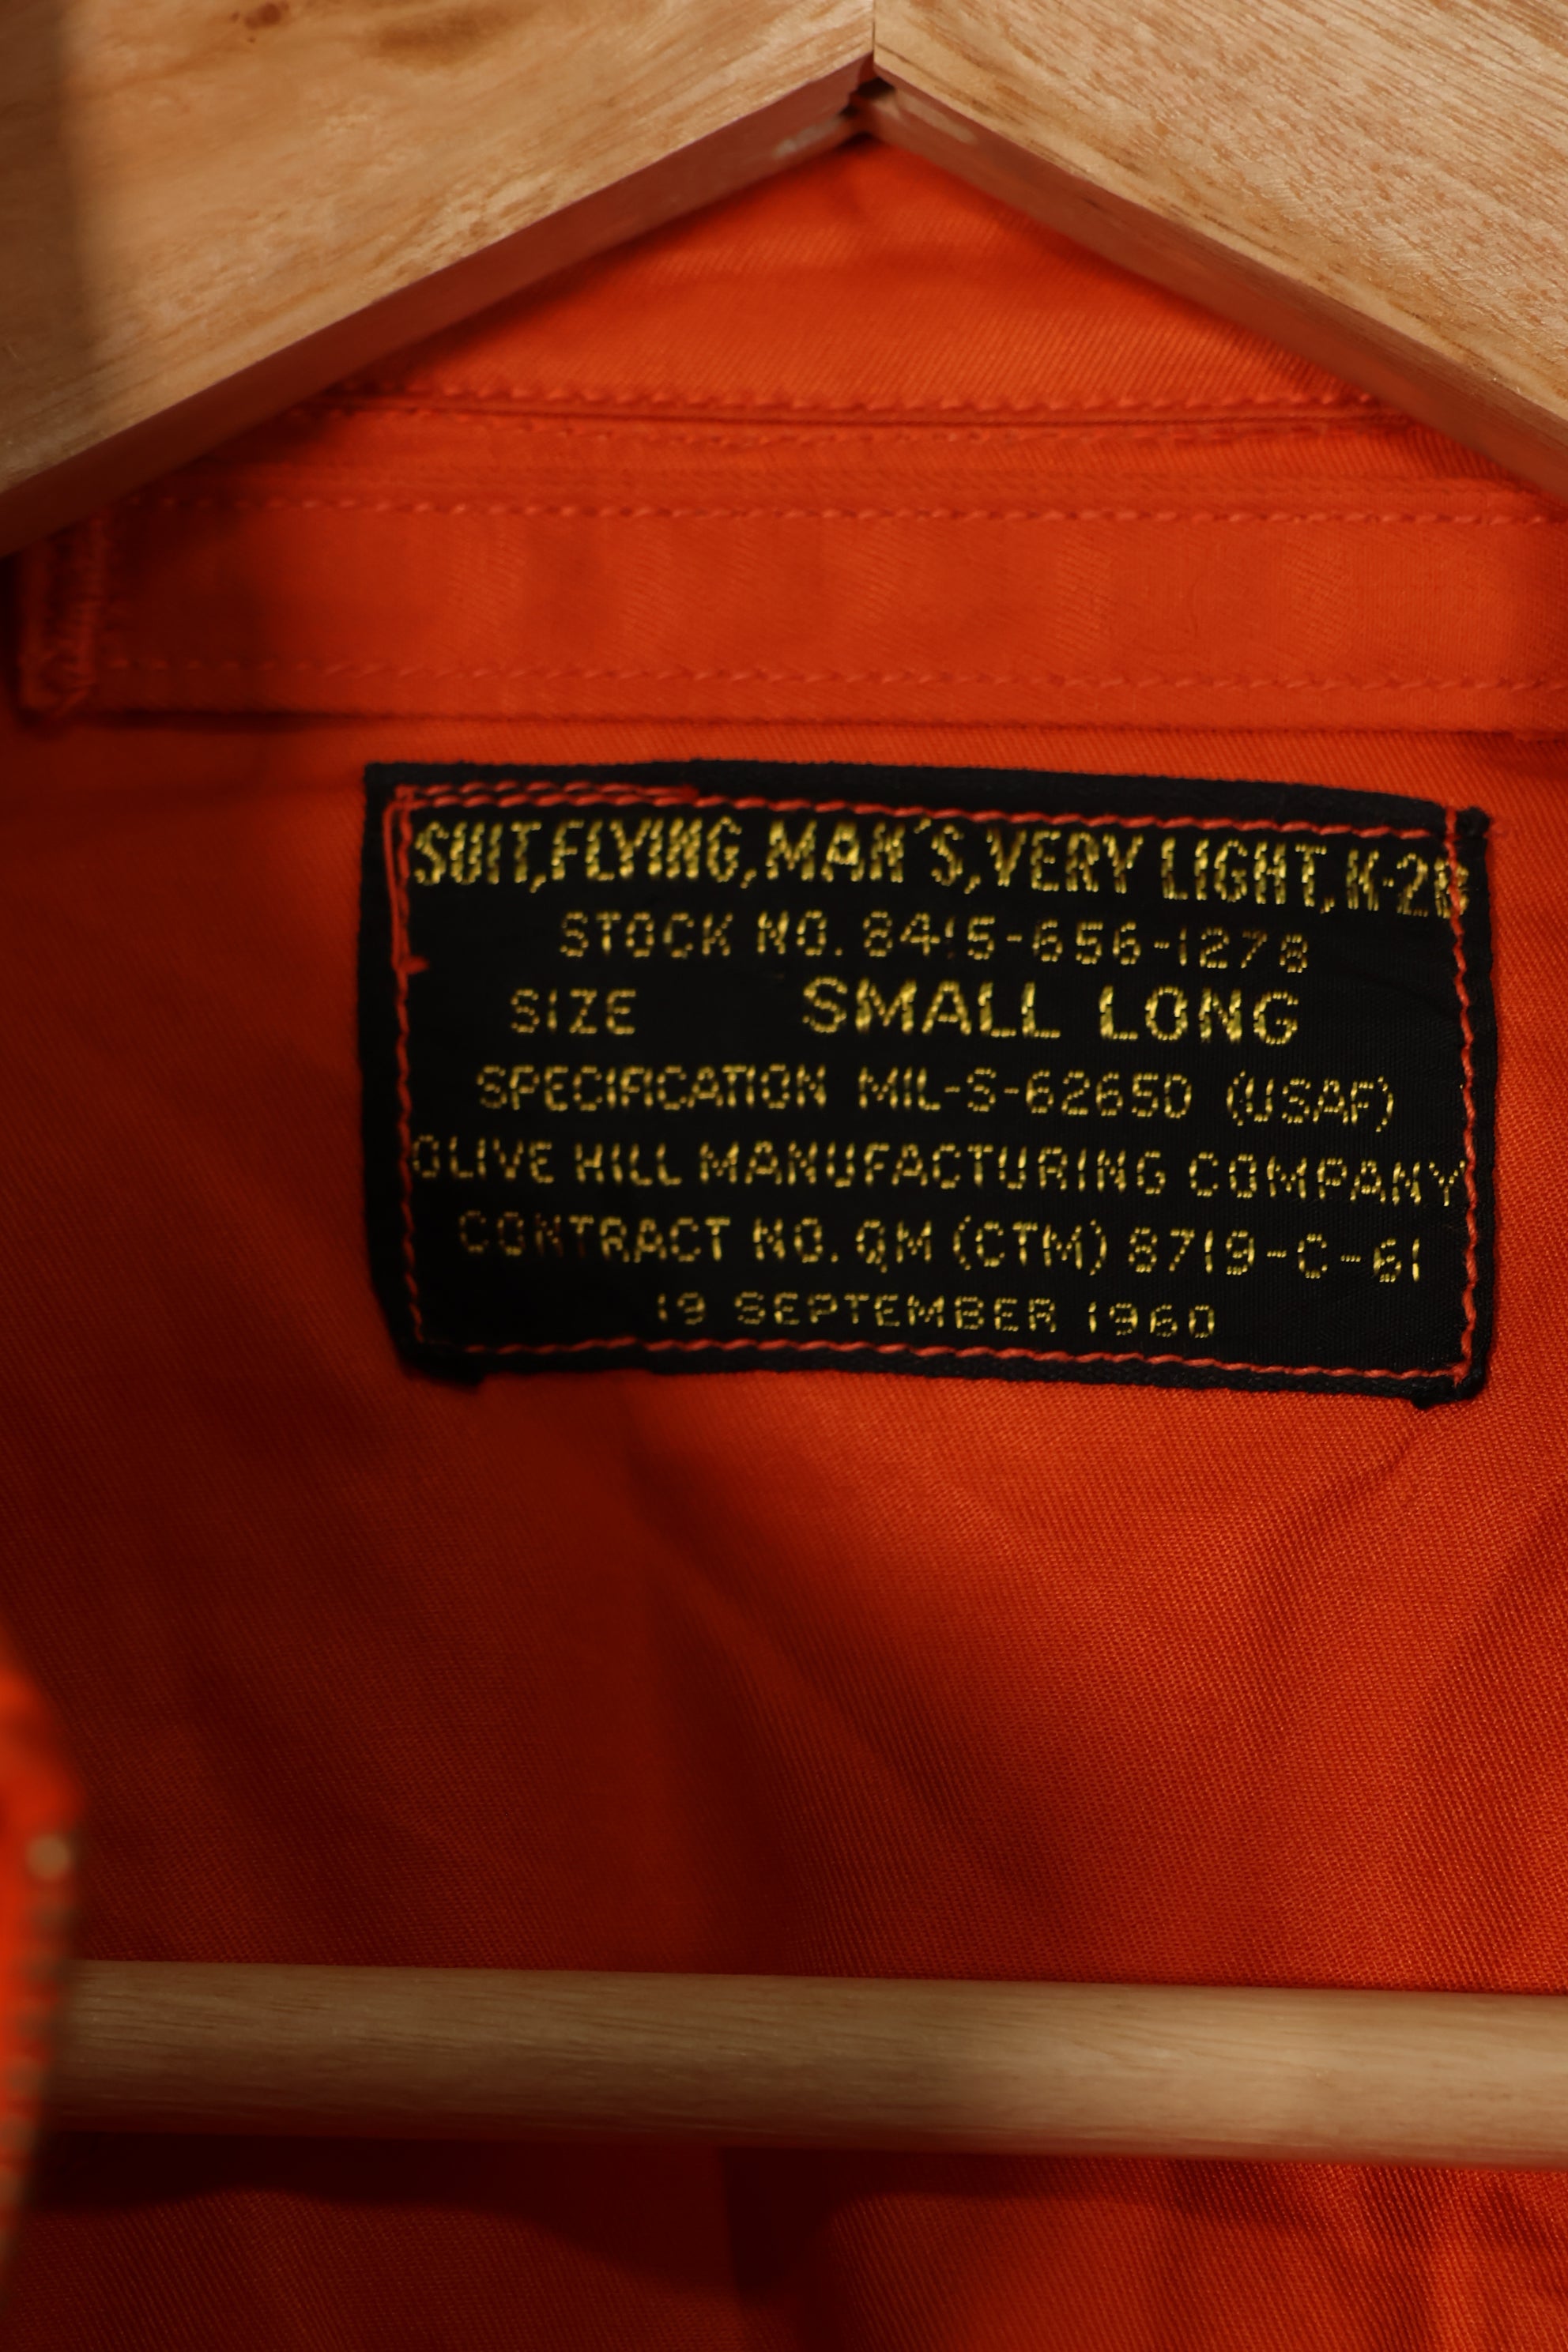 SUIT,FLYING,MAN'S,VERY LIGHT,K-2B
STOCK NO. 8415-656-1278
SIZE SMALL LONG
SPECIFICATION MIL-S-6265D (USAF)
OLIVE HILL MANUFACTURING COMPANY
CONTRACT NO. QM (CTM) 8719-C-61
19 SEPTEMBER 1960